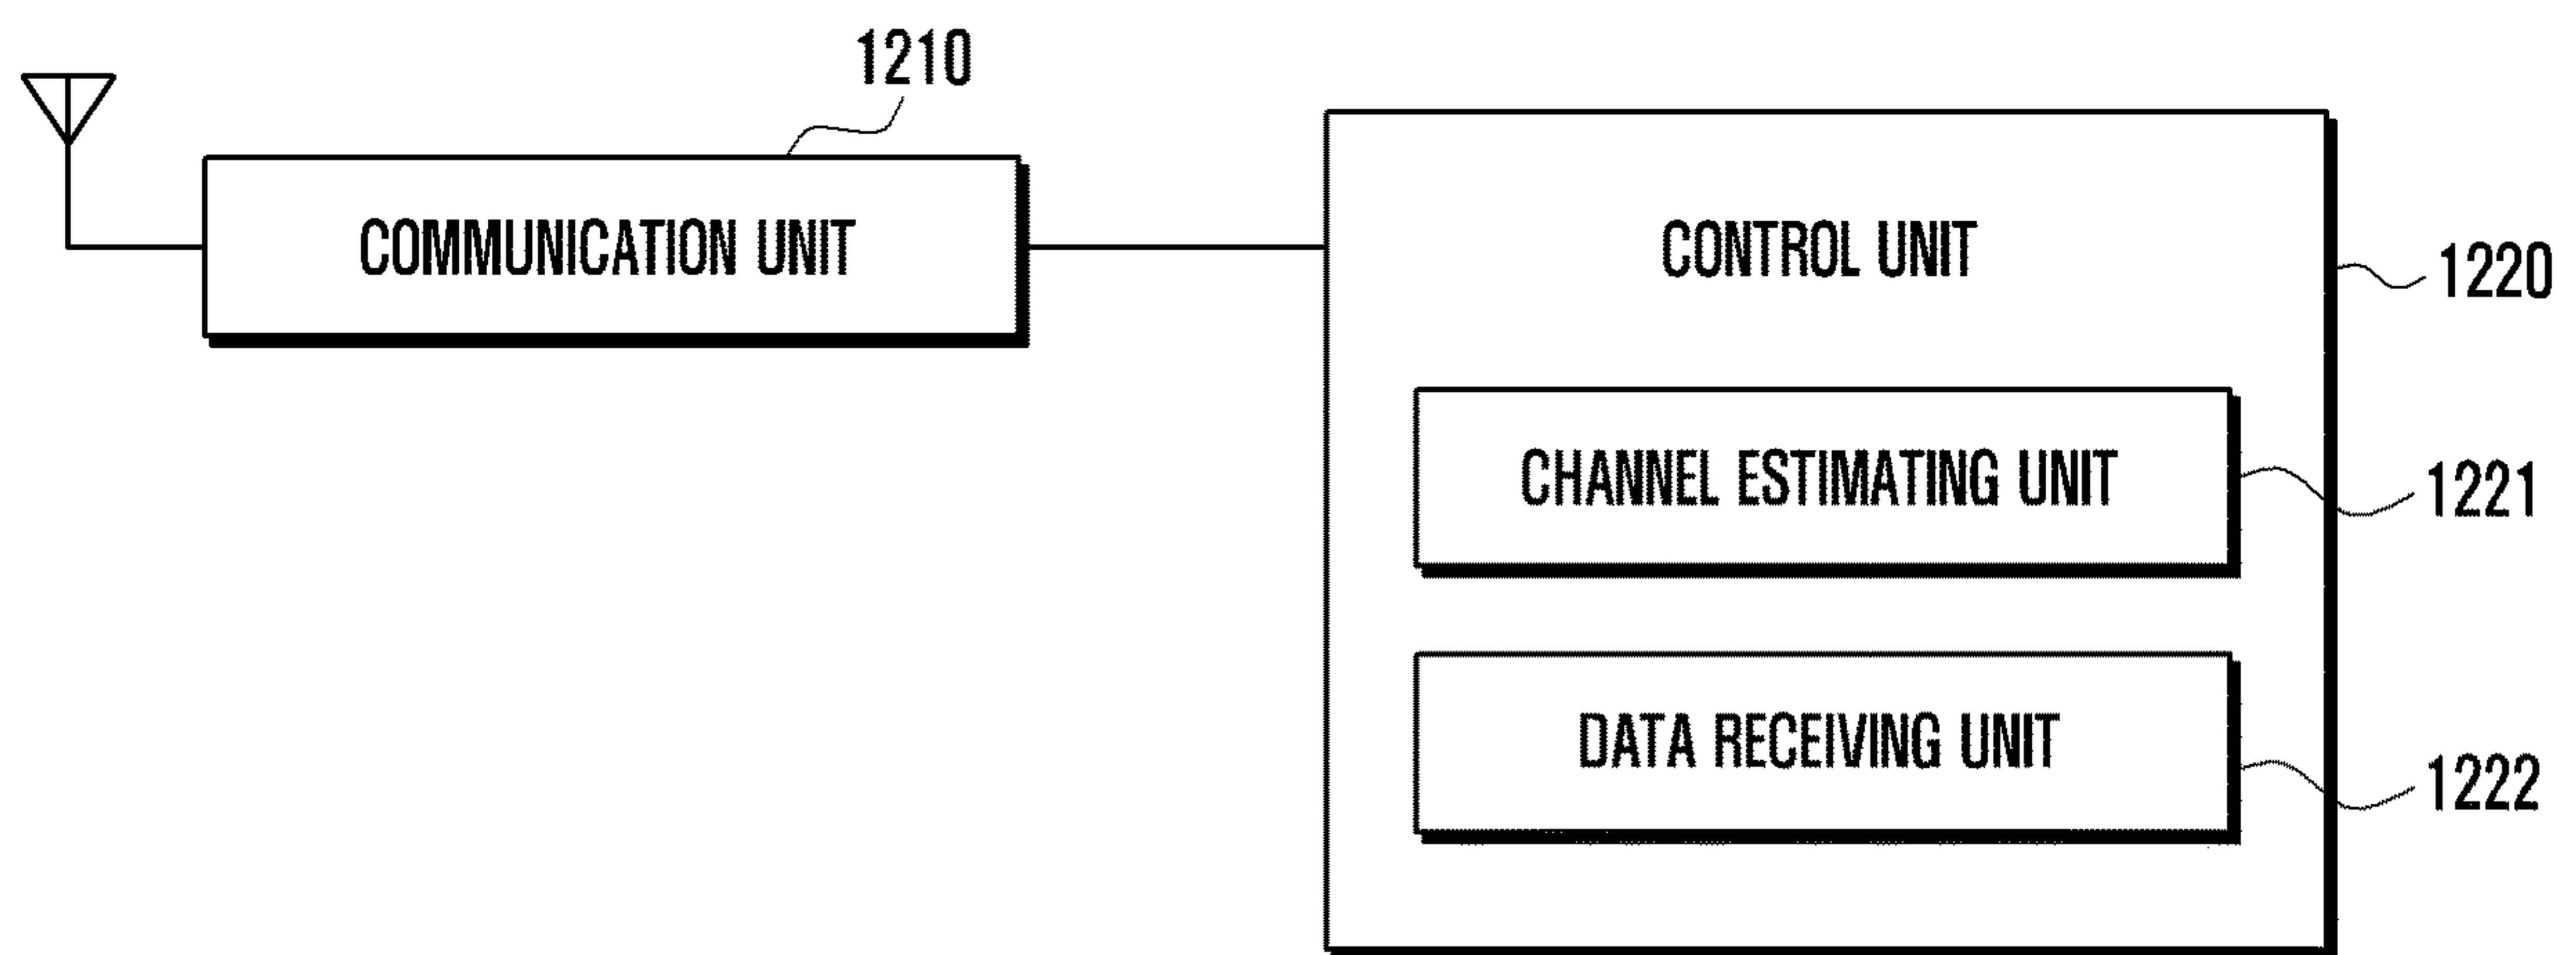 1210
COMMUNICATION UNIT
CONTROL UNIT
1220
CHANNEL ESTIMATING UNIT
1221
DATA RECEIVING UNIT
1222